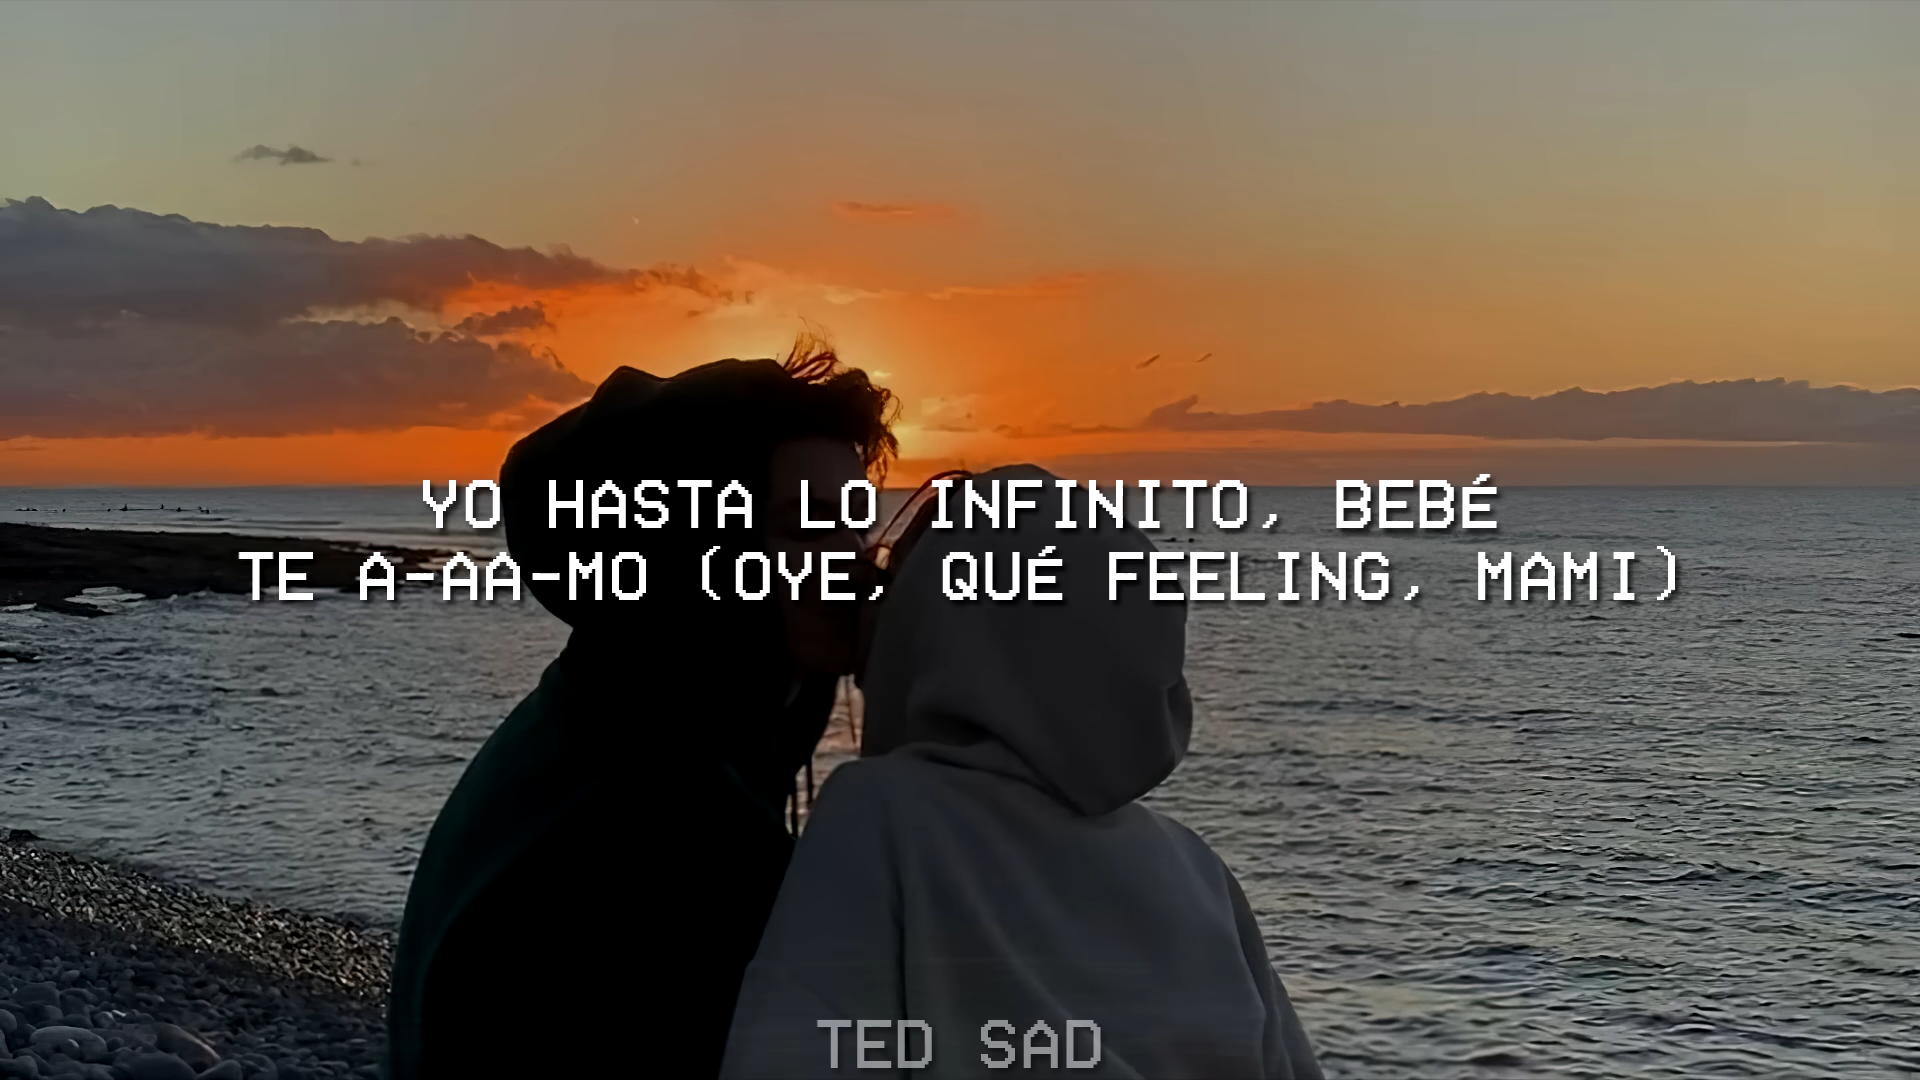 YO HASTA LO INFINITO, BEBÉ
TE A-AA-MO (OYE, QUÉ FEELING, MAMI)
TED SAD